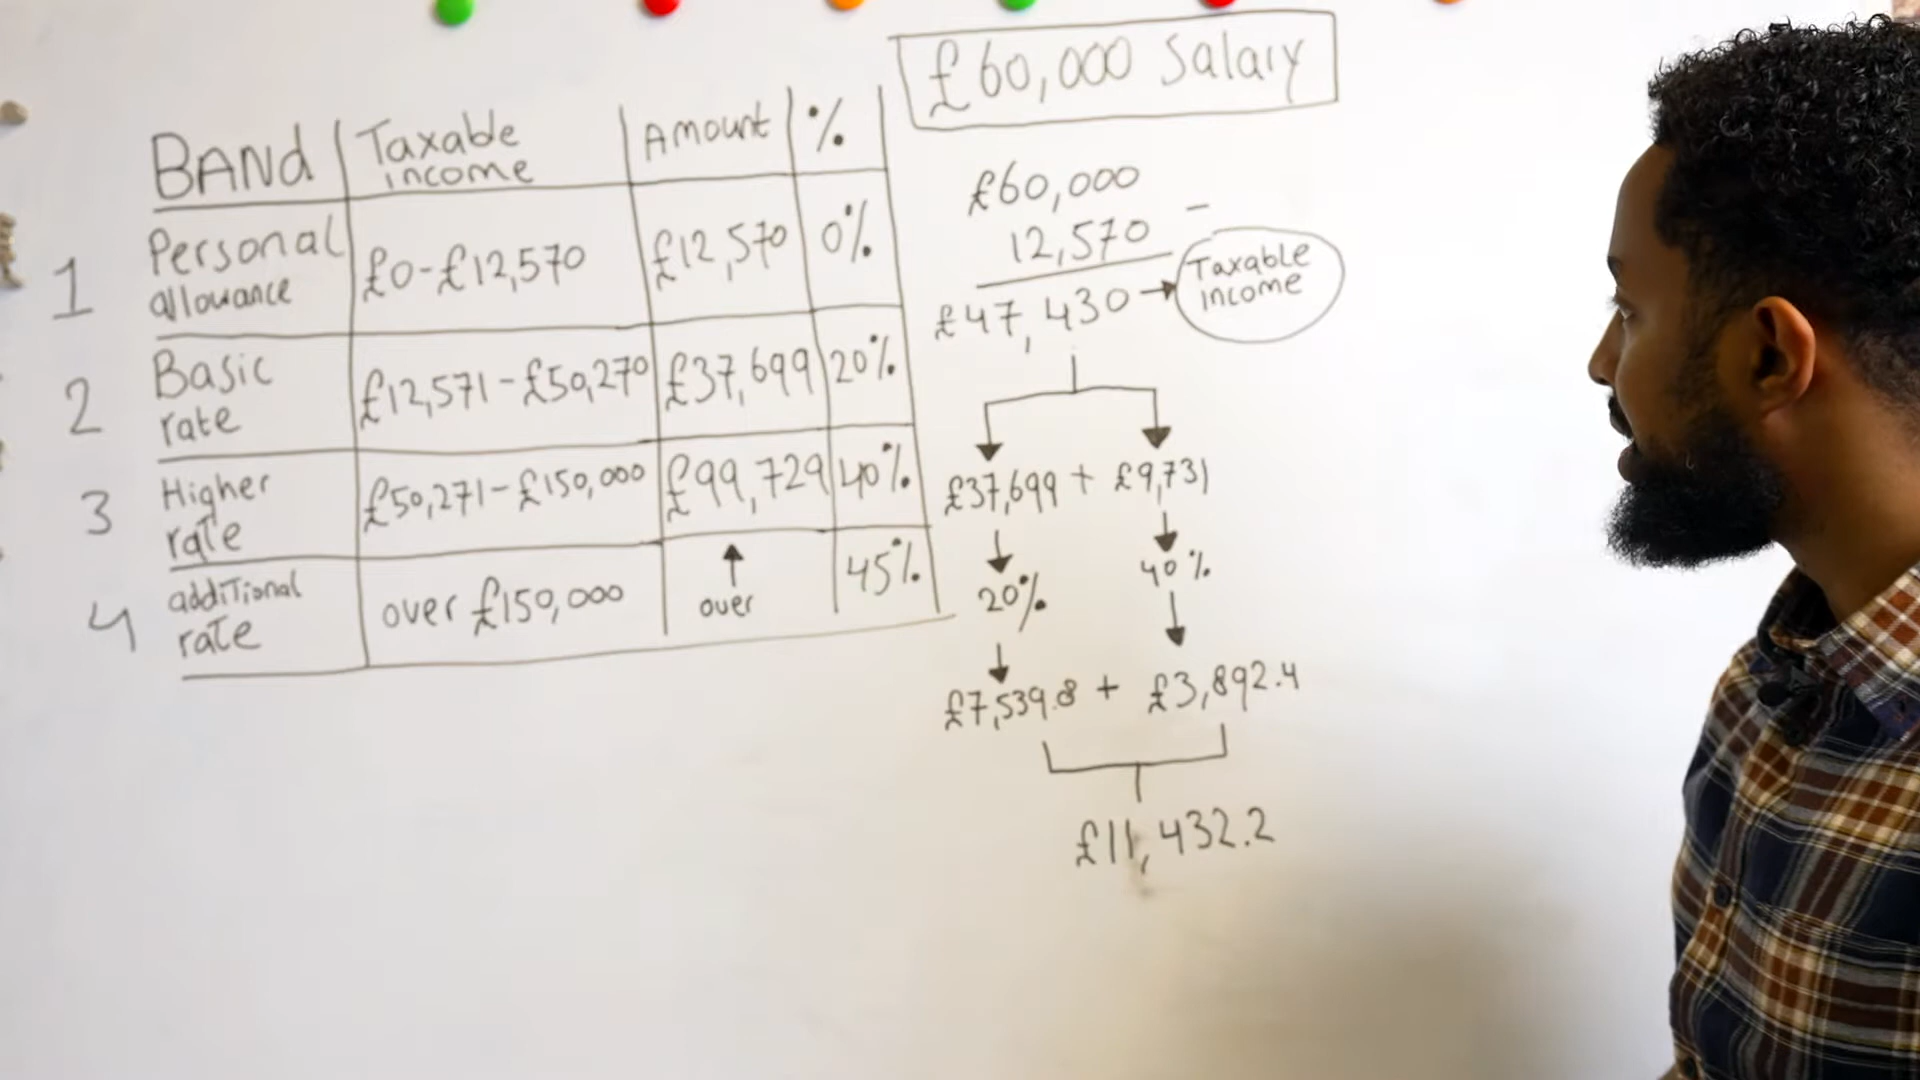 £60,000 Salary
BAND Taxable income Amount %
1 Personal allowance £0-£12,570 £12,570 0%
2 Basic rate £12,571-£50,270 £37,699 20%
3 Higher rate £50,271-£150,000 £99,729 40%
4 additional rate over £150,000 over 45%
£60,000
12,570 -
£47,430 Taxable income
£37,699 + £9,731
20% 40%
£7,539.8 + £3,892.4
£11,432.2